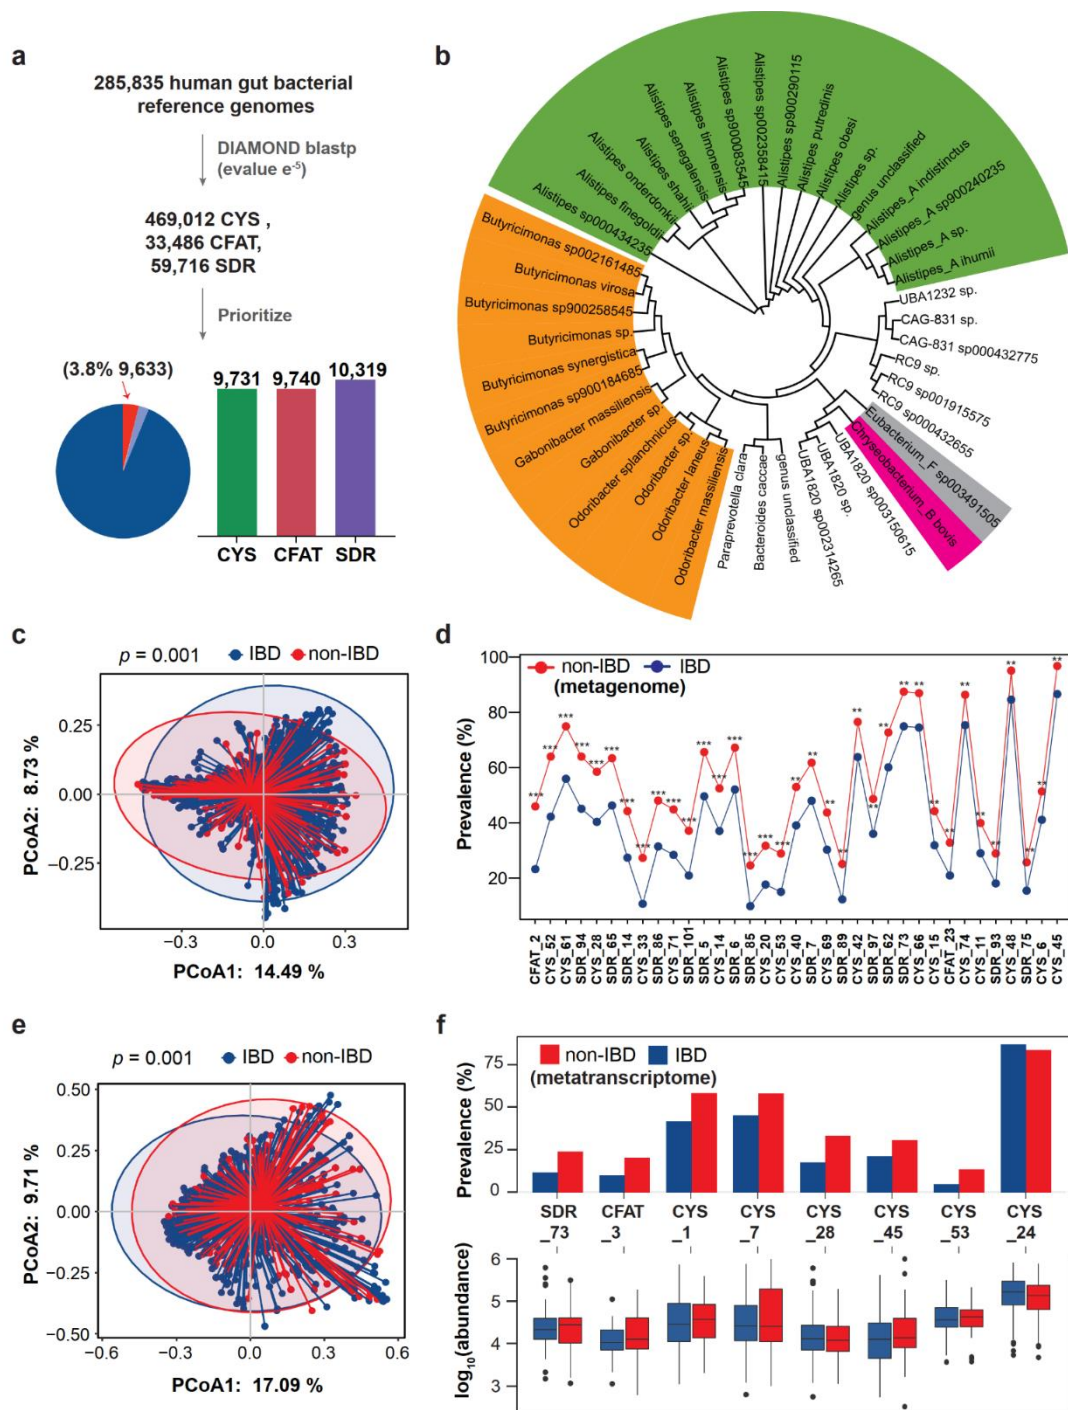 a
285,835 human gut bacterial
reference genomes
DIAMOND blastp
(evalue e-5)
469,012 CYS ,
33,486 CFAT,
59,716 SDR
Prioritize
(3.8% 9,633)
9,731
9,740
10,319
CYS
CFAT
SDR
b
Alistipes sp000434235
Alistipes finegoldii
Alistipes onderdonkii
Alistipes shahii
Alistipes senegalensis
Alistipes timonensis
Alistipes sp900083545
Alistipes sp002358415
Alistipes sp900290115
Alistipes putredinis
Alistipes obesi
Alistipes sp.
genus unclassified
Alistipes_A indistinctus
Alistipes_A sp900240235
Alistipes_A sp.
Alistipes_A ihumii
UBA1232 sp.
CAG-831 sp.
CAG-831 sp000432775
RC9 sp.
RC9 sp001915575
RC9 sp000432655
Eubacterium_F sp003491505
Chryseobacterium_B bovis
UBA1820 sp003150615
UBA1820 sp.
UBA1820 sp002314265
genus unclassified
Bacteroides caccae
Paraprevotella clara
Odoribacter massiliensis
Odoribacter laneus
Odoribacter sp.
Odoribacter splanchnicus
Gabonibacter sp.
Gabonibacter massiliensis
Butyricimonas sp900184685
Butyricimonas synergistica
Butyricimonas sp.
Butyricimonas sp900258545
Butyricimonas virosa
Butyricimonas sp002161485
c
p = 0.001
IBD
non-IBD
PCoA2: 8.73 %
0.25
0.00
−0.25
−0.3
0.0
0.3
PCoA1: 14.49 %
d
non-IBD
IBD
(metagenome)
Prevalence (%)
100
80
60
40
20
*** *** *** *** *** *** *** *** *** *** *** *** *** *** *** *** *** *** ** ** ** ** ** ** ** ** ** ** ** ** ** ** ** ** **
CFAT_2
CYS_52
CYS_61
SDR_94
CYS_28
SDR_65
SDR_14
CYS_33
SDR_86
CYS_71
SDR_101
SDR_5
CYS_14
SDR_6
SDR_85
CYS_20
CYS_53
CYS_40
SDR_7
CYS_69
SDR_89
CYS_42
SDR_97
SDR_62
SDR_73
CYS_66
CYS_15
CFAT_23
CYS_74
CYS_11
SDR_93
CYS_48
SDR_75
CYS_6
CYS_45
e
p = 0.001
IBD
non-IBD
PCoA2: 9.71 %
0.50
0.25
0.00
−0.25
−0.50
−0.6
−0.3
0.0
0.3
0.6
PCoA1: 17.09 %
f
non-IBD
IBD
(metatranscriptome)
Prevalence (%)
75
50
25
0
SDR CFAT CYS CYS CYS CYS CYS CYS
_73 _3 _1 _7 _28 _45 _53 _24
log10(abundance)
6
5
4
3